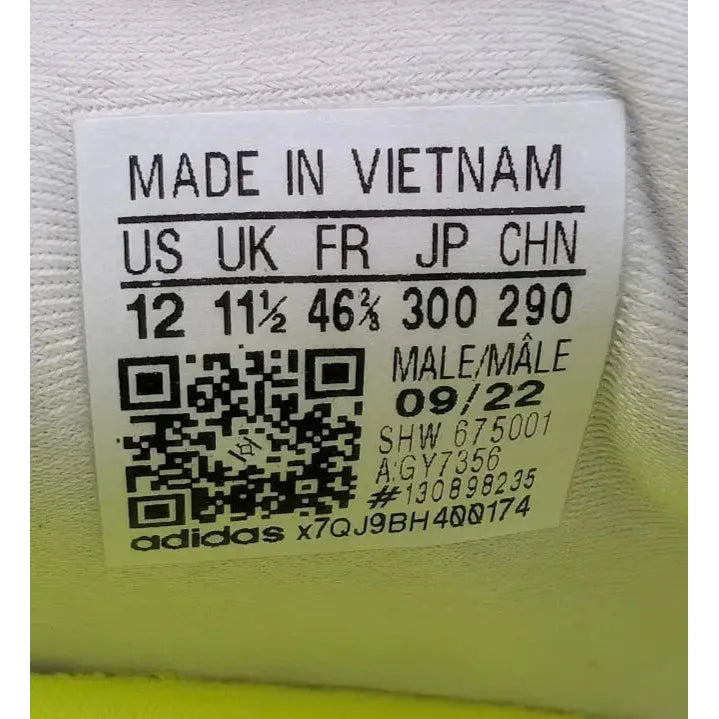 MADE IN VIETNAM
US UK FR JP CHN
12 11½ 46⅔ 300 290
MALE/MÂLE
09/22
SHW 675001
A:GY7356
#130898235
adidas x7QJ9BH400174